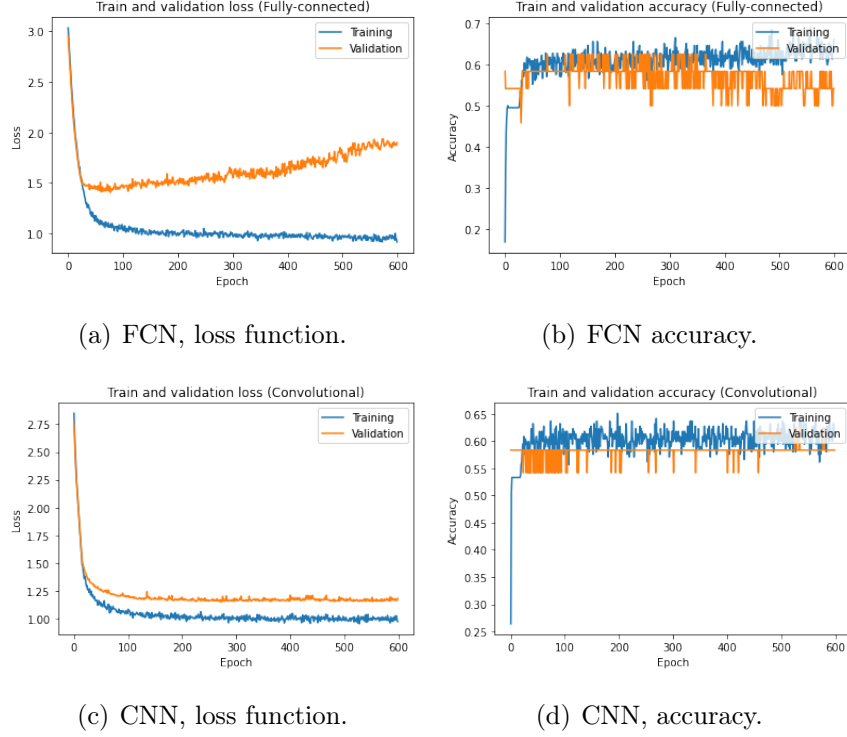 Train and validation loss (Fully-connected)
3.0
2.5
2.0
1.5
1.0
Loss
0 100 200 300 400 500 600
Epoch
Training
Validation
(a) FCN, loss function.
Train and validation accuracy (Fully-connected)
0.7
0.6
0.5
0.4
0.3
0.2
Accuracy
0 100 200 300 400 500 600
Epoch
Training
Validation
(b) FCN accuracy.
Train and validation loss (Convolutional)
2.75
2.50
2.25
2.00
1.75
1.50
1.25
1.00
Loss
0 100 200 300 400 500 600
Epoch
Training
Validation
(c) CNN, loss function.
Train and validation accuracy (Convolutional)
0.65
0.60
0.55
0.50
0.45
0.40
0.35
0.30
0.25
Accuracy
0 100 200 300 400 500 600
Epoch
Training
Validation
(d) CNN, accuracy.